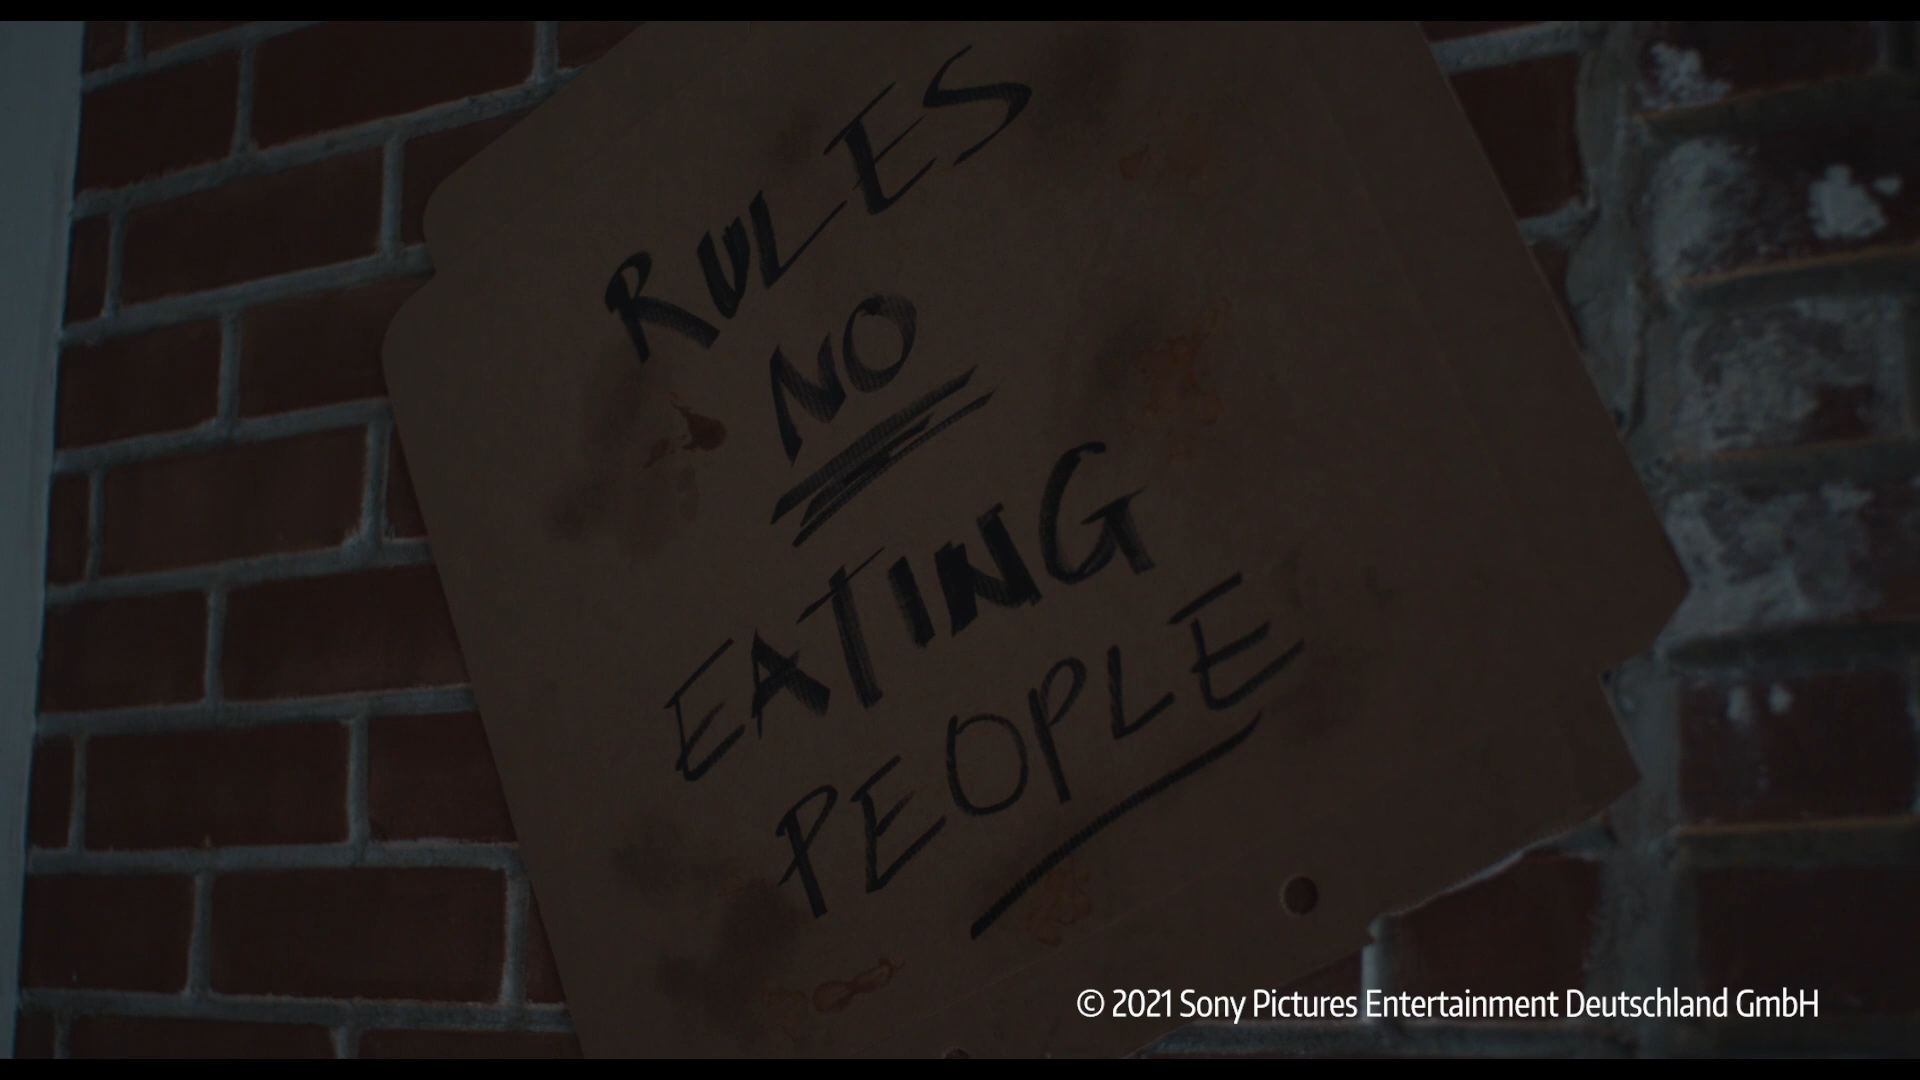 RULES
NO
EATING
PEOPLE
© 2021 Sony Pictures Entertainment Deutschland GmbH